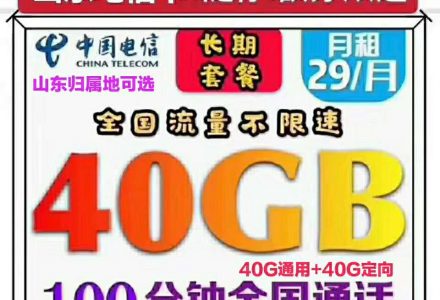 中国电信
CHINA TELECOM
长期
套餐
月租
29/月
山东归属地可选
全国流量不限速
40GB
40G通用+40G定向
100分钟全国通话